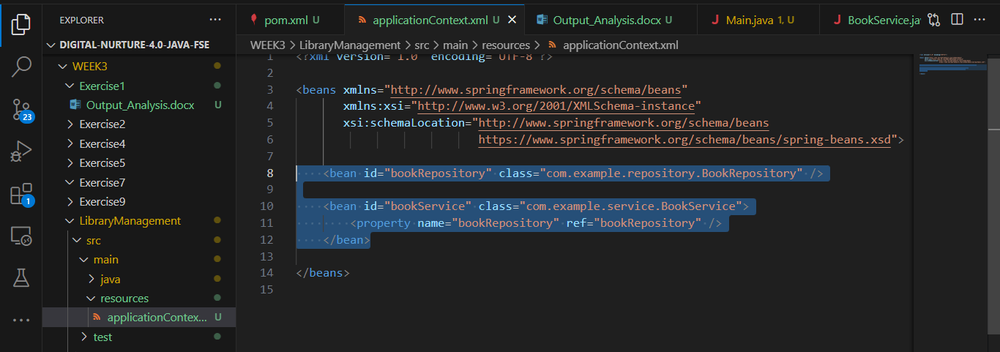 EXPLORER
DIGITAL-NURTURE-4.0-JAVA-FSE
WEEK3
Exercise1
Output_Analysis.docx U
Exercise2
Exercise4
Exercise5
Exercise7
Exercise9
LibraryManagement
src
main
java
resources
applicationContex... U
test
23
1
pom.xml U
applicationContext.xml U
Output_Analysis.docx U
Main.java 1, U
BookService.ja
WEEK3 > LibraryManagement > src > main > resources > applicationContext.xml
1 <?xml version="1.0" encoding="UTF-8"?>
2
3 <beans xmlns="http://www.springframework.org/schema/beans"
4 xmlns:xsi="http://www.w3.org/2001/XMLSchema-instance"
5 xsi:schemaLocation="http://www.springframework.org/schema/beans
6 https://www.springframework.org/schema/beans/spring-beans.xsd">
7
8 <bean id="bookRepository" class="com.example.repository.BookRepository" />
9
10 <bean id="bookService" class="com.example.service.BookService">
11 <property name="bookRepository" ref="bookRepository" />
12 </bean>
13
14 </beans>
15